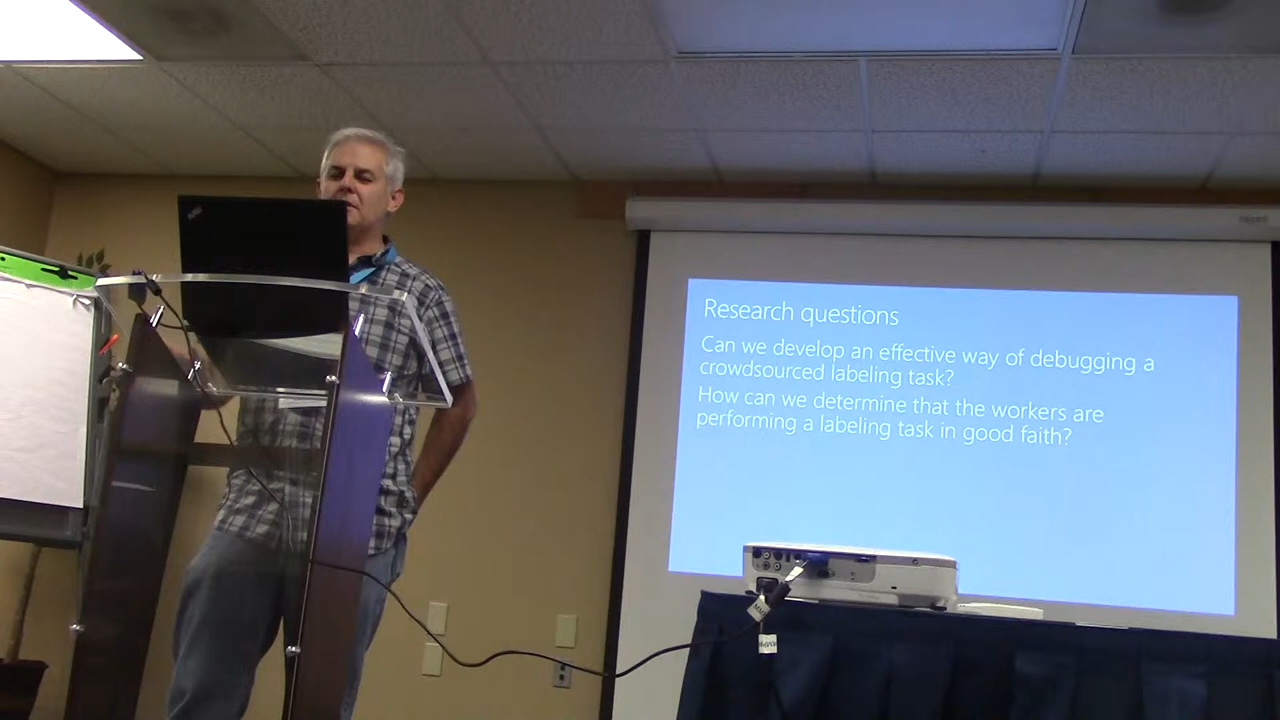 Research questions
Can we develop an effective way of debugging a
crowdsourced labeling task?
How can we determine that the workers are
performing a labeling task in good faith?